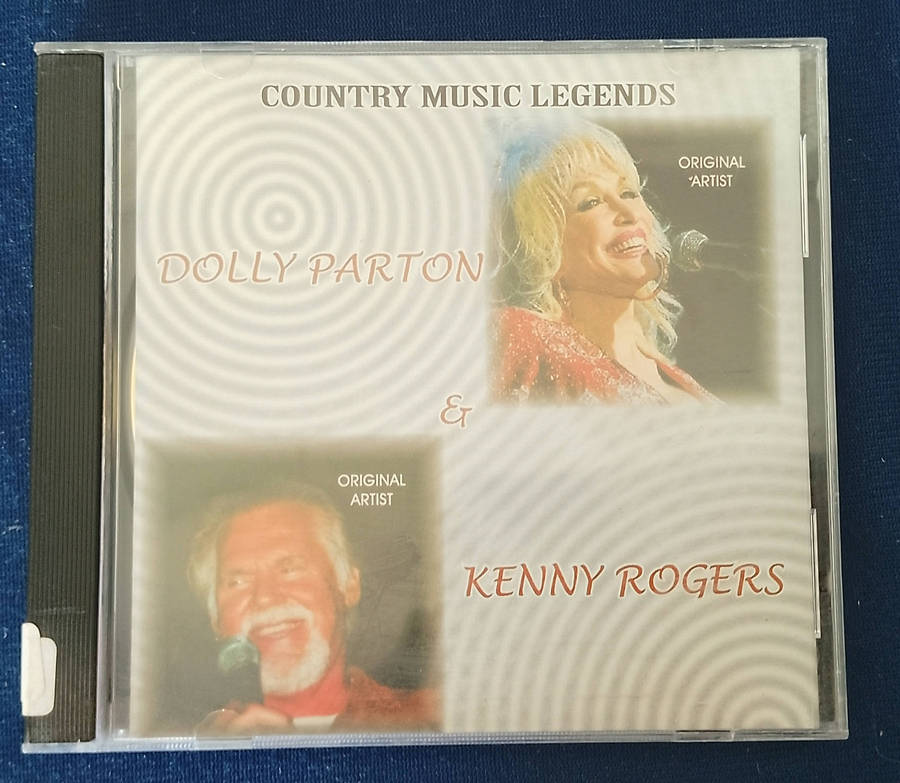 COUNTRY MUSIC LEGENDS
ORIGINAL
ARTIST
DOLLY PARTON
&
ORIGINAL
ARTIST
KENNY ROGERS